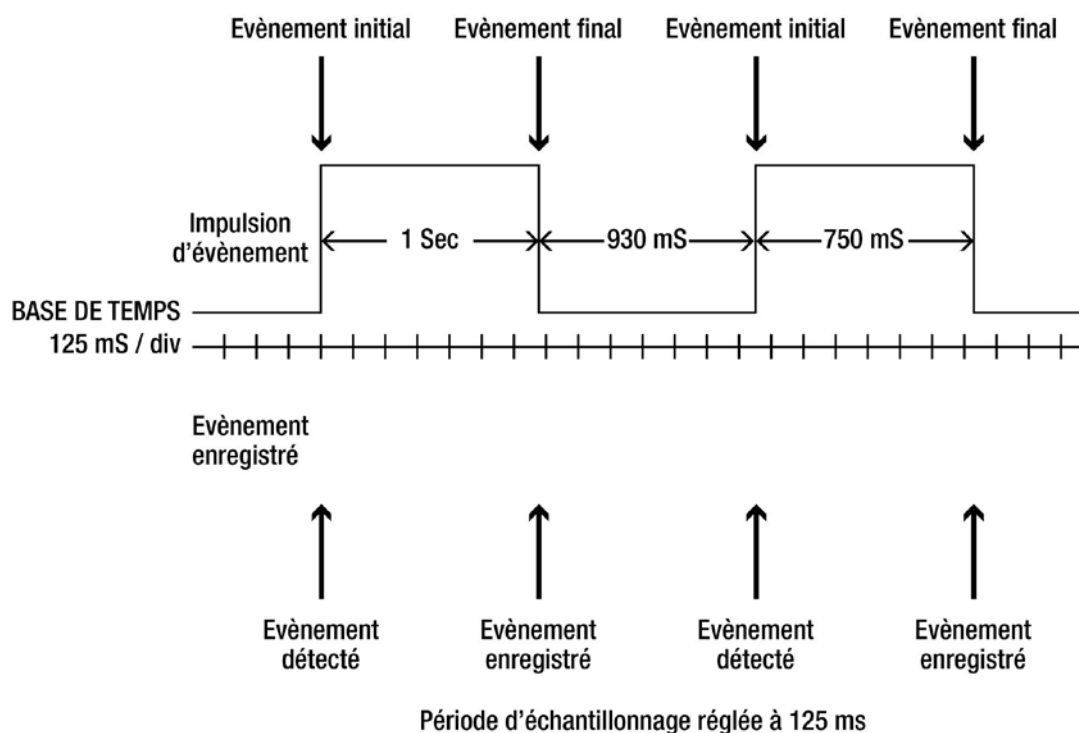 Evènement initial Evènement final Evènement initial Evènement final
Impulsion
d’évènement
1 Sec 930 mS 750 mS
BASE DE TEMPS
125 mS / div
Evènement
enregistré
Evènement Evènement Evènement Evènement
détecté enregistré détecté enregistré
Période d’échantillonnage réglée à 125 ms